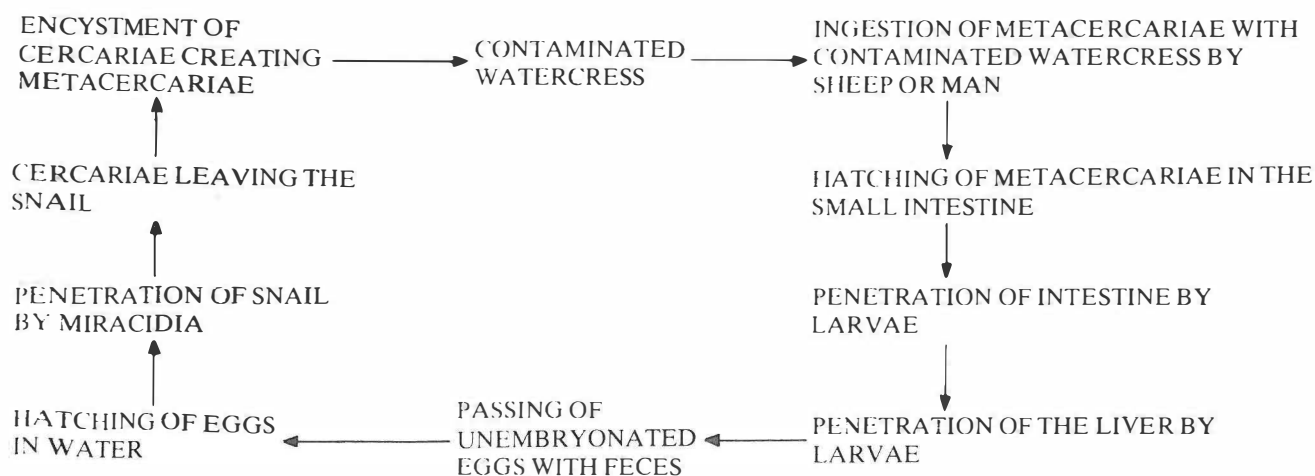 ENCYSTMENT OF
CERCARIAE CREATING
METACERCARIAE
CONTAMINATED
WATERCRESS
INGESTION OF METACERCARIAE WITH
CONTAMINATED WATERCRESS BY
SHEEP OR MAN
CERCARIAE LEAVING THE
SNAIL
HATCHING OF METACERCARIAE IN THE
SMALL INTESTINE
PENETRATION OF SNAIL
BY MIRACIDIA
PENETRATION OF INTESTINE BY
LARVAE
HATCHING OF EGGS
IN WATER
PASSING OF
UNEMBRYONATED
EGGS WITH FECES
PENETRATION OF THE LIVER BY
LARVAE